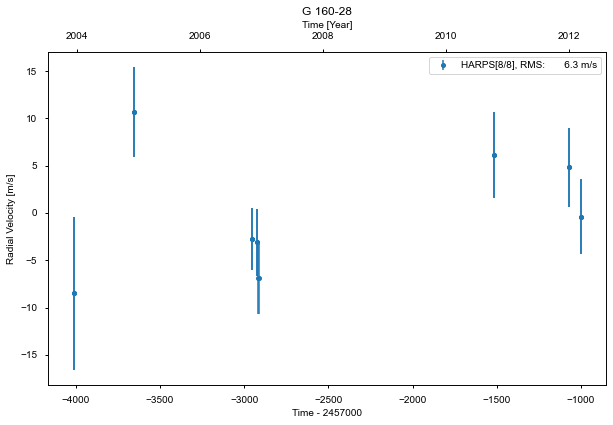 G 160-28
Time [Year]
2004 2006 2008 2010 2012
HARPS[8/8], RMS: 6.3 m/s
Radial Velocity [m/s]
15
10
5
0
−5
−10
−15
−4000 −3500 −3000 −2500 −2000 −1500 −1000
Time - 2457000